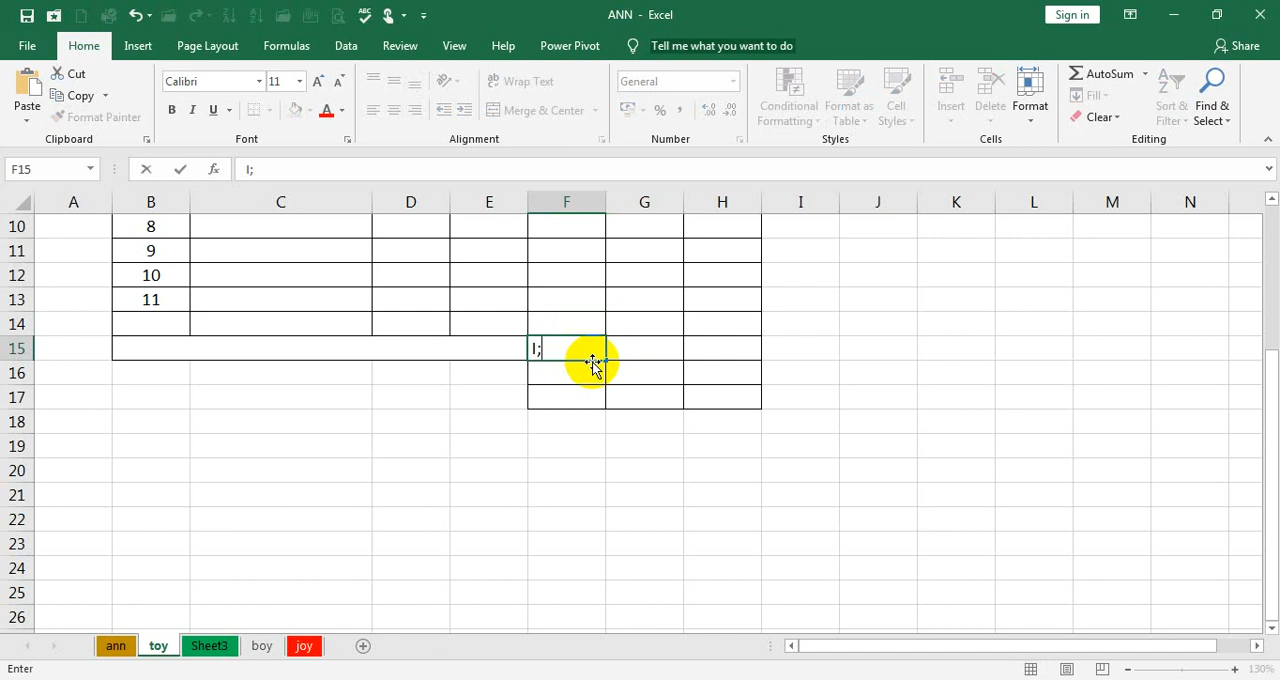 ANN - Excel
Sign in
File Home Insert Page Layout Formulas Data Review View Help Power Pivot Tell me what you want to do Share
Paste Cut Copy Format Painter Clipboard
Calibri 11 B I U A Font
Wrap Text Merge & Center Alignment
General % , Number
Conditional Formatting Format as Table Cell Styles Styles
Insert Delete Format Cells
AutoSum Fill Clear Sort & Filter Find & Select Editing
F15 fx I;
A B C D E F G H I J K L M N
10 8
11 9
12 10
13 11
14
15 I;
16
17
18
19
20
21
22
23
24
25
26
ann toy Sheet3 boy joy
Enter 130%